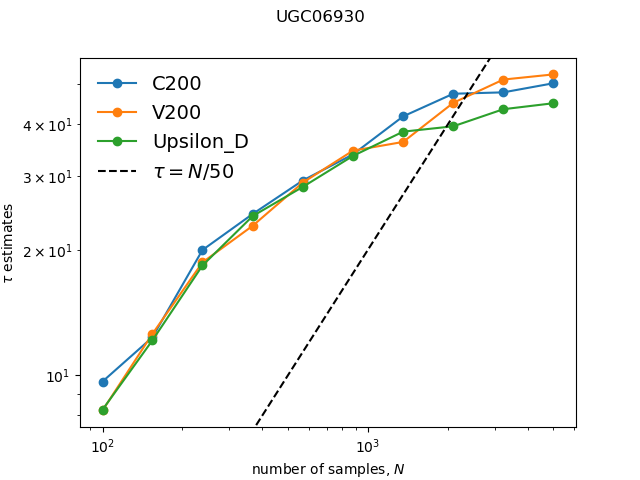 UGC06930
C200
V200
Upsilon_D
τ = N/50
4 × 10¹
3 × 10¹
2 × 10¹
10¹
τ estimates
10²
10³
number of samples, N